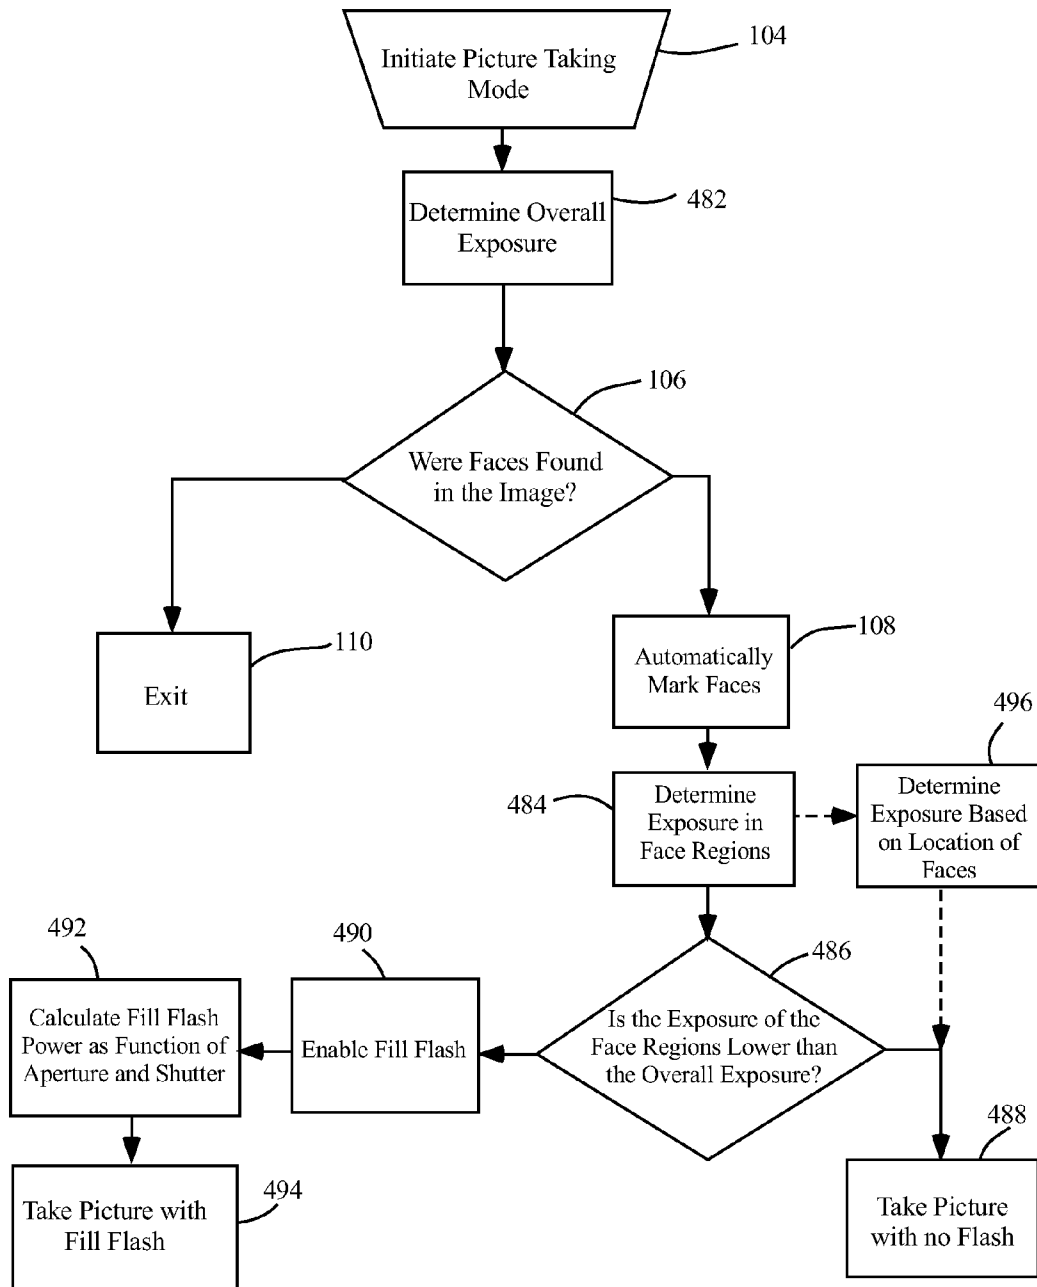 Initiate Picture Taking
Mode
104
Determine Overall
Exposure
482
Were Faces Found
in the Image?
106
Exit
110
Automatically
Mark Faces
108
Determine
Exposure in
Face Regions
484
Determine
Exposure Based
on Location of
Faces
496
Is the Exposure of the
Face Regions Lower than
the Overall Exposure?
486
Enable Fill Flash
490
Calculate Fill Flash
Power as Function of
Aperture and Shutter
492
Take Picture with
Fill Flash
494
Take Picture
with no Flash
488